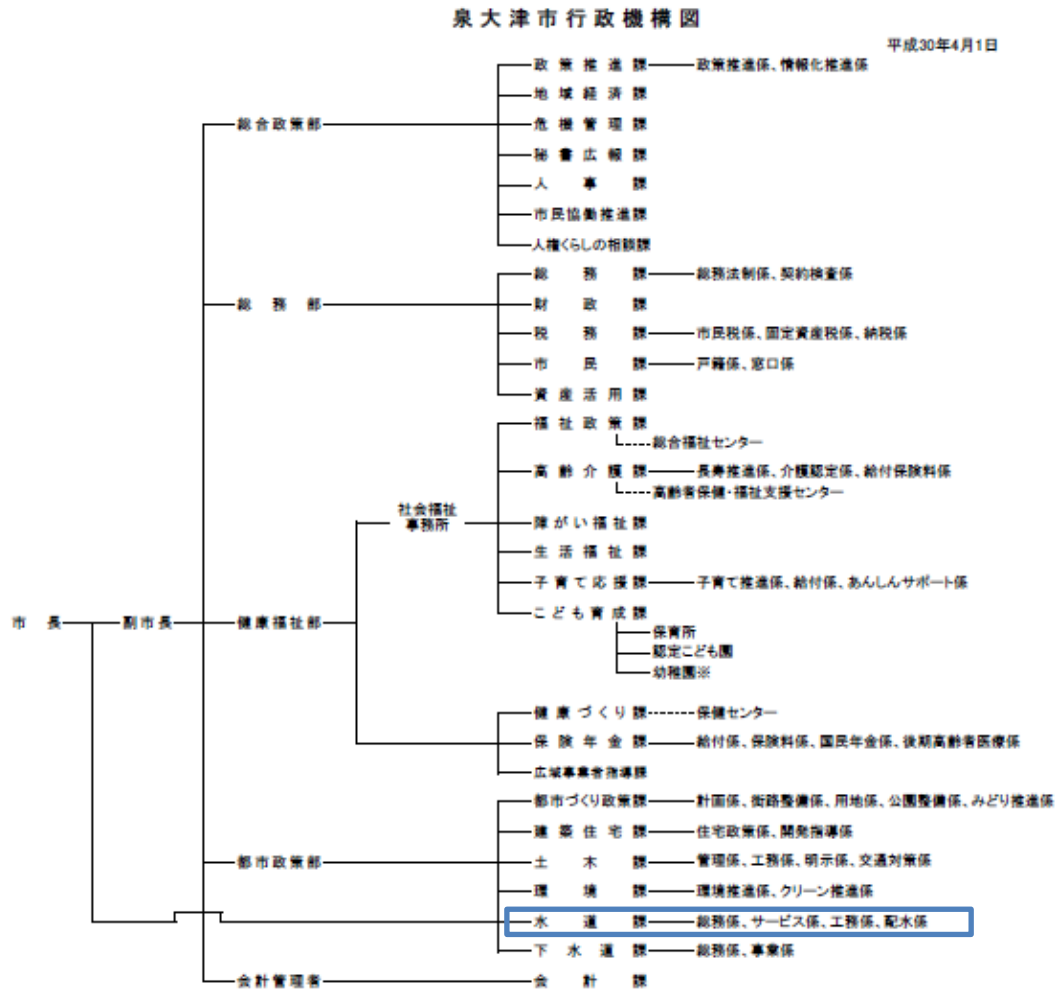 泉大津市行政機構図
平成30年4月1日
政策推進課 政策推進係、情報化推進係
地域経済課
総合政策部 危機管理課
秘書広報課
人事課
市民協働推進課
人権くらしの相談課
総務課 総務法制係、契約検査係
総務部 財政課
税務課 市民税係、固定資産税係、納税係
市民課 戸籍係、窓口係
資産活用課
福祉政策課
総合福祉センター
高齢介護課 長寿推進係、介護認定係、給付保険料係
高齢者保健・福祉支援センター
社会福祉
事務所
障がい福祉課
生活福祉課
子育て応援課 子育て推進係、給付係、あんしんサポート係
こども育成課
市長 副市長 健康福祉部
保育所
認定こども園
幼稚園※
健康づくり課 保健センター
保険年金課 給付係、保険料係、国民年金係、後期高齢者医療係
広域事業者指導課
都市づくり政策課 計画係、街路整備係、用地係、公園整備係、みどり推進係
建築住宅課 住宅政策係、開発指導係
都市政策部 土木課 管理係、工務係、明示係、交通対策係
環境課 環境推進係、クリーン推進係
水道課 総務係、サービス係、工務係、配水係
下水道課 総務係、事業係
会計管理者 会計課